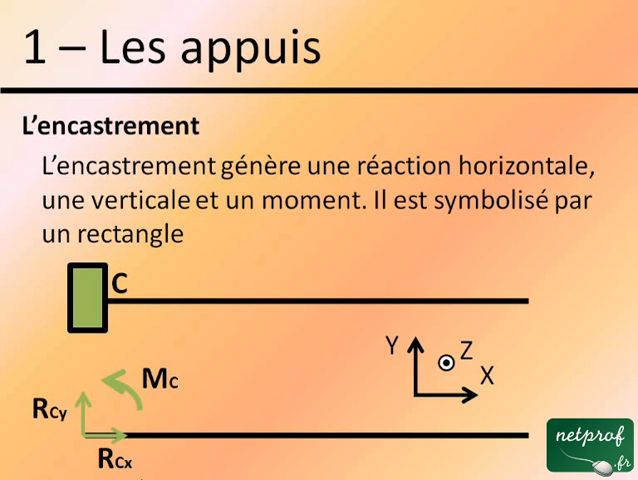 1 – Les appuis
L’encastrement
L’encastrement génère une réaction horizontale,
une verticale et un moment. Il est symbolisé par
un rectangle
C
Y
Z
X
Mc
RCy
RCx
netprof
.fr